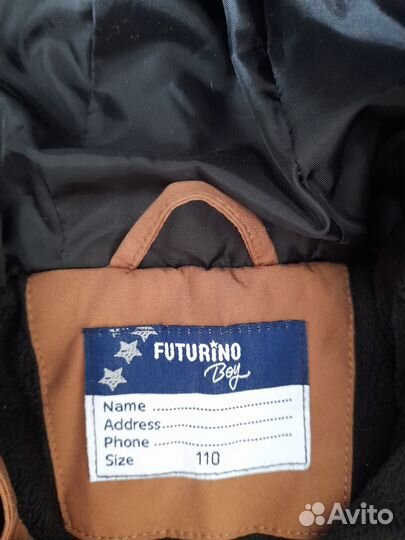 FUTURINO
Boy
Name ........................
Address ........................
Phone ........................
Size 110
Avito